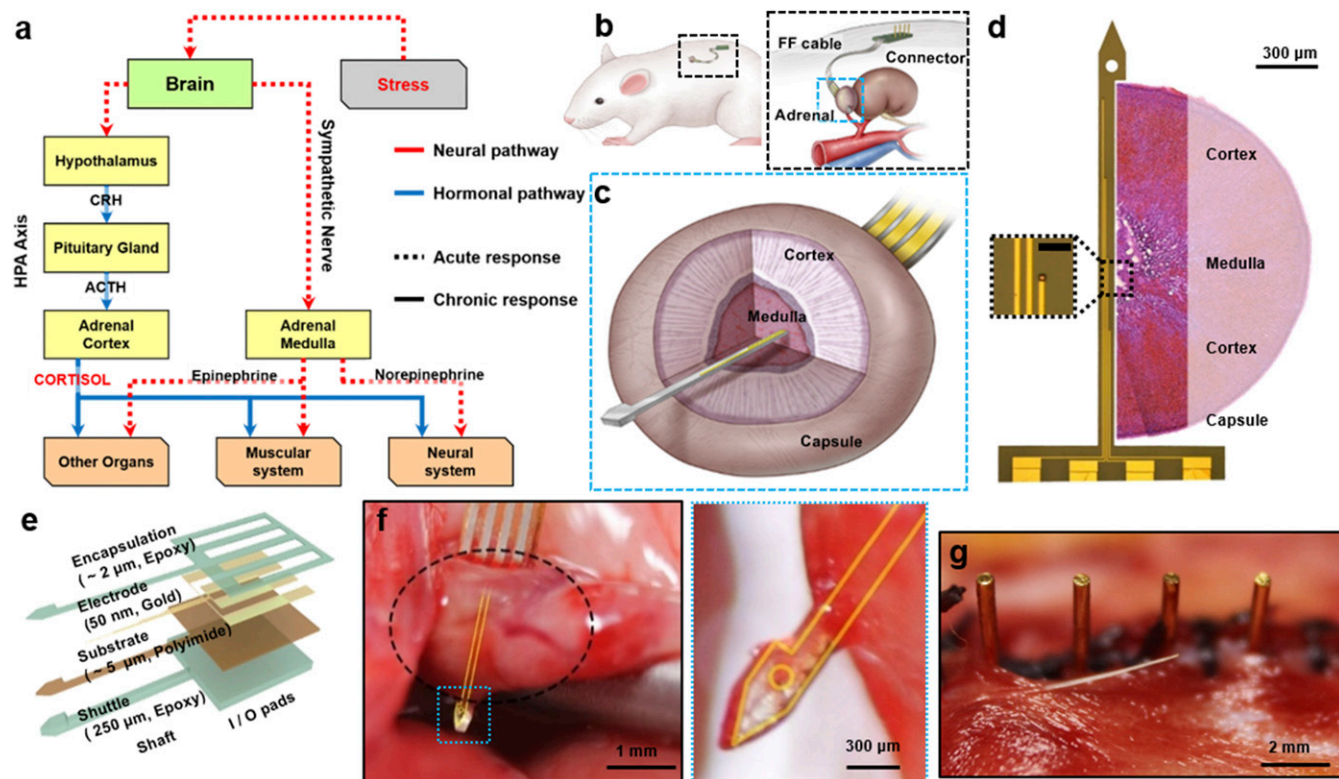 a
Brain
Stress
Sympathetic Nerve
Hypothalamus
CRH
HPA Axis
Pituitary Gland
ACTH
Adrenal
Cortex
Adrenal
Medulla
CORTISOL
Epinephrine
Norepinephrine
Other Organs
Muscular
system
Neural
system
Neural pathway
Hormonal pathway
Acute response
Chronic response
b
FF cable
Connector
Adrenal
c
Cortex
Medulla
Capsule
d
300 µm
Cortex
Medulla
Cortex
Capsule
e
Encapsulation
( ~ 2 µm, Epoxy)
Electrode
(50 nm, Gold)
Substrate
( ~ 5 µm, Polyimide)
Shuttle
( 250 µm, Epoxy)
Shaft
I / O pads
f
1 mm
300 µm
g
2 mm